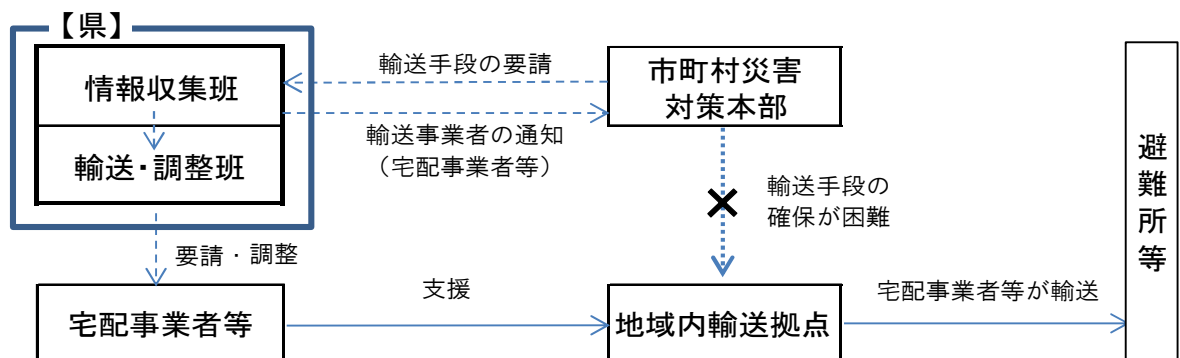 【県】
情報収集班
輸送・調整班
輸送手段の要請
輸送事業者の通知
（宅配事業者等）
市町村災害
対策本部
輸送手段の
確保が困難
要請・調整
宅配事業者等
支援
地域内輸送拠点
宅配事業者等が輸送
避難所等